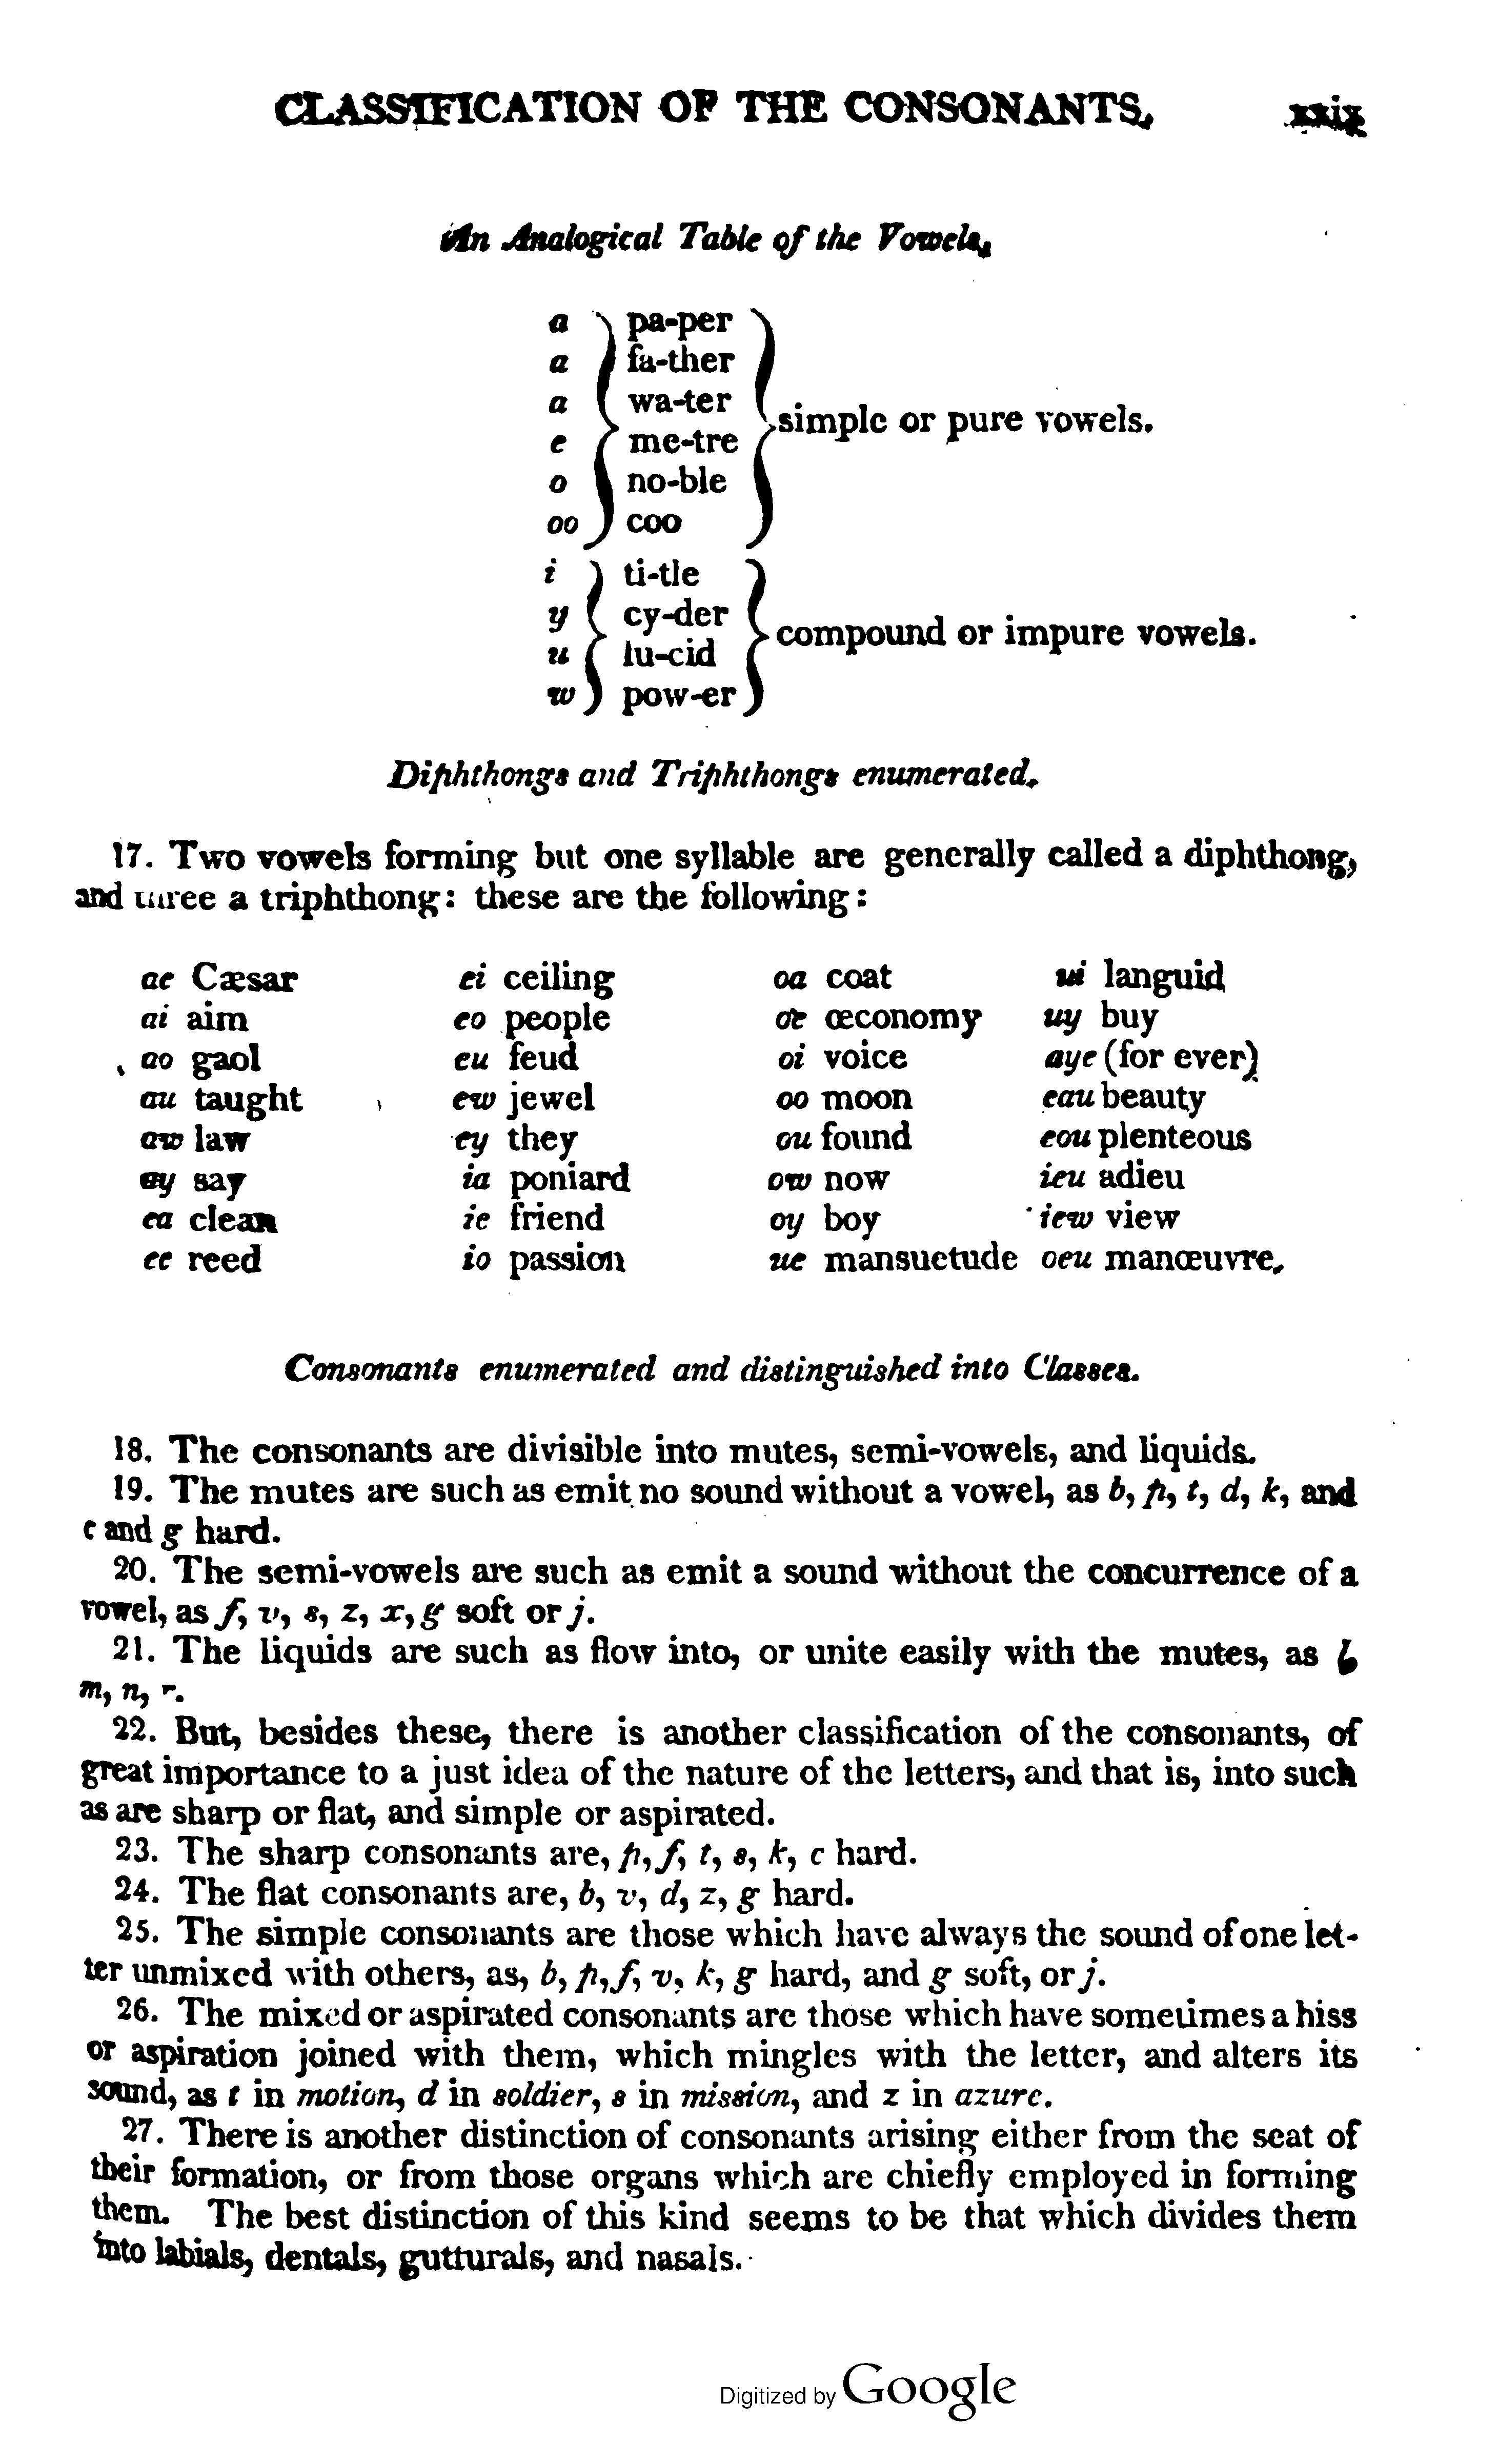 CLASSIFICATION OF THE CONSONANTS. xxix
An Analogical Table of the Vowels.
a pa-per
a fa-ther
a wa-ter
simple or pure vowels.
e me-tre
o no-ble
oo coo
i ti-tle
y cy-der
compound or impure vowels.
u lu-cid
w pow-er
Diphthongs and Triphthongs enumerated.
17. Two vowels forming but one syllable are generally called a diphthong,
and three a triphthong: these are the following:
ae Cæsar ei ceiling oa coat ui languid
ai aim eo people oe œconomy uy buy
ao gaol eu feud oi voice aye (for ever)
au taught ew jewel oo moon eau beauty
aw law ey they ou found eou plenteous
ay say ia poniard ow now ieu adieu
ea clean ie friend oy boy iew view
ee reed io passion ue mansuetude oeu manœuvre.
Consonants enumerated and distinguished into Classes.
18. The consonants are divisible into mutes, semi-vowels, and liquids.
19. The mutes are such as emit no sound without a vowel, as b, p, t, d, k, and
c and g hard.
20. The semi-vowels are such as emit a sound without the concurrence of a
vowel, as f, v, s, z, x, g soft or j.
21. The liquids are such as flow into, or unite easily with the mutes, as l,
m, n, r.
22. But, besides these, there is another classification of the consonants, of
great importance to a just idea of the nature of the letters, and that is, into such
as are sharp or flat, and simple or aspirated.
23. The sharp consonants are, p, f, t, s, k, c hard.
24. The flat consonants are, b, v, d, z, g hard.
25. The simple consonants are those which have always the sound of one let-
ter unmixed with others, as, b, p, f, v, k, g hard, and g soft, or j.
26. The mixed or aspirated consonants are those which have sometimes a hiss
or aspiration joined with them, which mingles with the letter, and alters its
sound, as t in motion, d in soldier, s in mission, and z in azure.
27. There is another distinction of consonants arising either from the seat of
their formation, or from those organs which are chiefly employed in forming
them. The best distinction of this kind seems to be that which divides them
into labials, dentals, gutturals, and nasals.
Digitized by Google